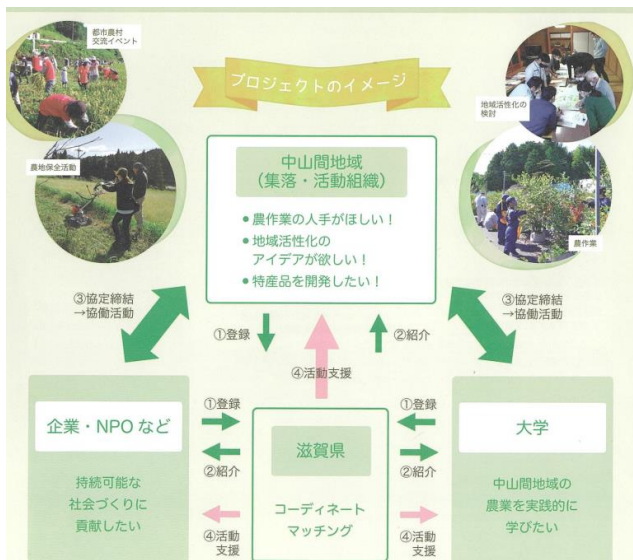 都市農村
交流イベント
プロジェクトのイメージ
地域活性化の
検討
農地保全活動
農作業
中山間地域
(集落・活動組織)
●農作業の人手がほしい！
●地域活性化の
アイデアが欲しい！
●特産品を開発したい！
③協定締結
→協働活動
③協定締結
→協働活動
①登録
②紹介
④活動支援
企業・NPO など
持続可能な
社会づくりに
貢献したい
①登録
②紹介
④活動
支援
滋賀県
コーディネート
マッチング
①登録
②紹介
④活動
支援
大学
中山間地域の
農業を実践的に
学びたい